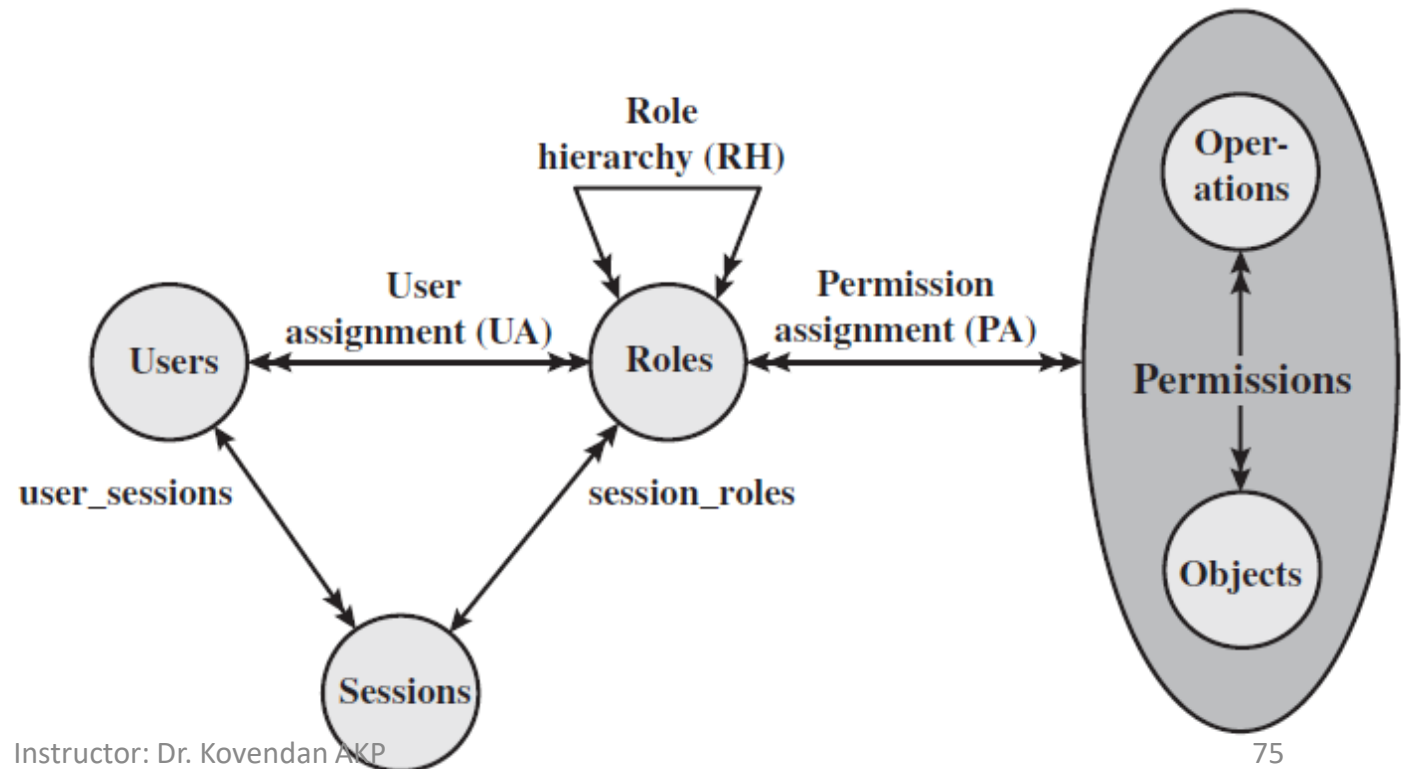 Role
hierarchy (RH)
Oper-
ations
User
assignment (UA)
Permission
assignment (PA)
Users
Roles
Permissions
user_sessions
session_roles
Objects
Sessions
Instructor: Dr. Kovendan AKP
75